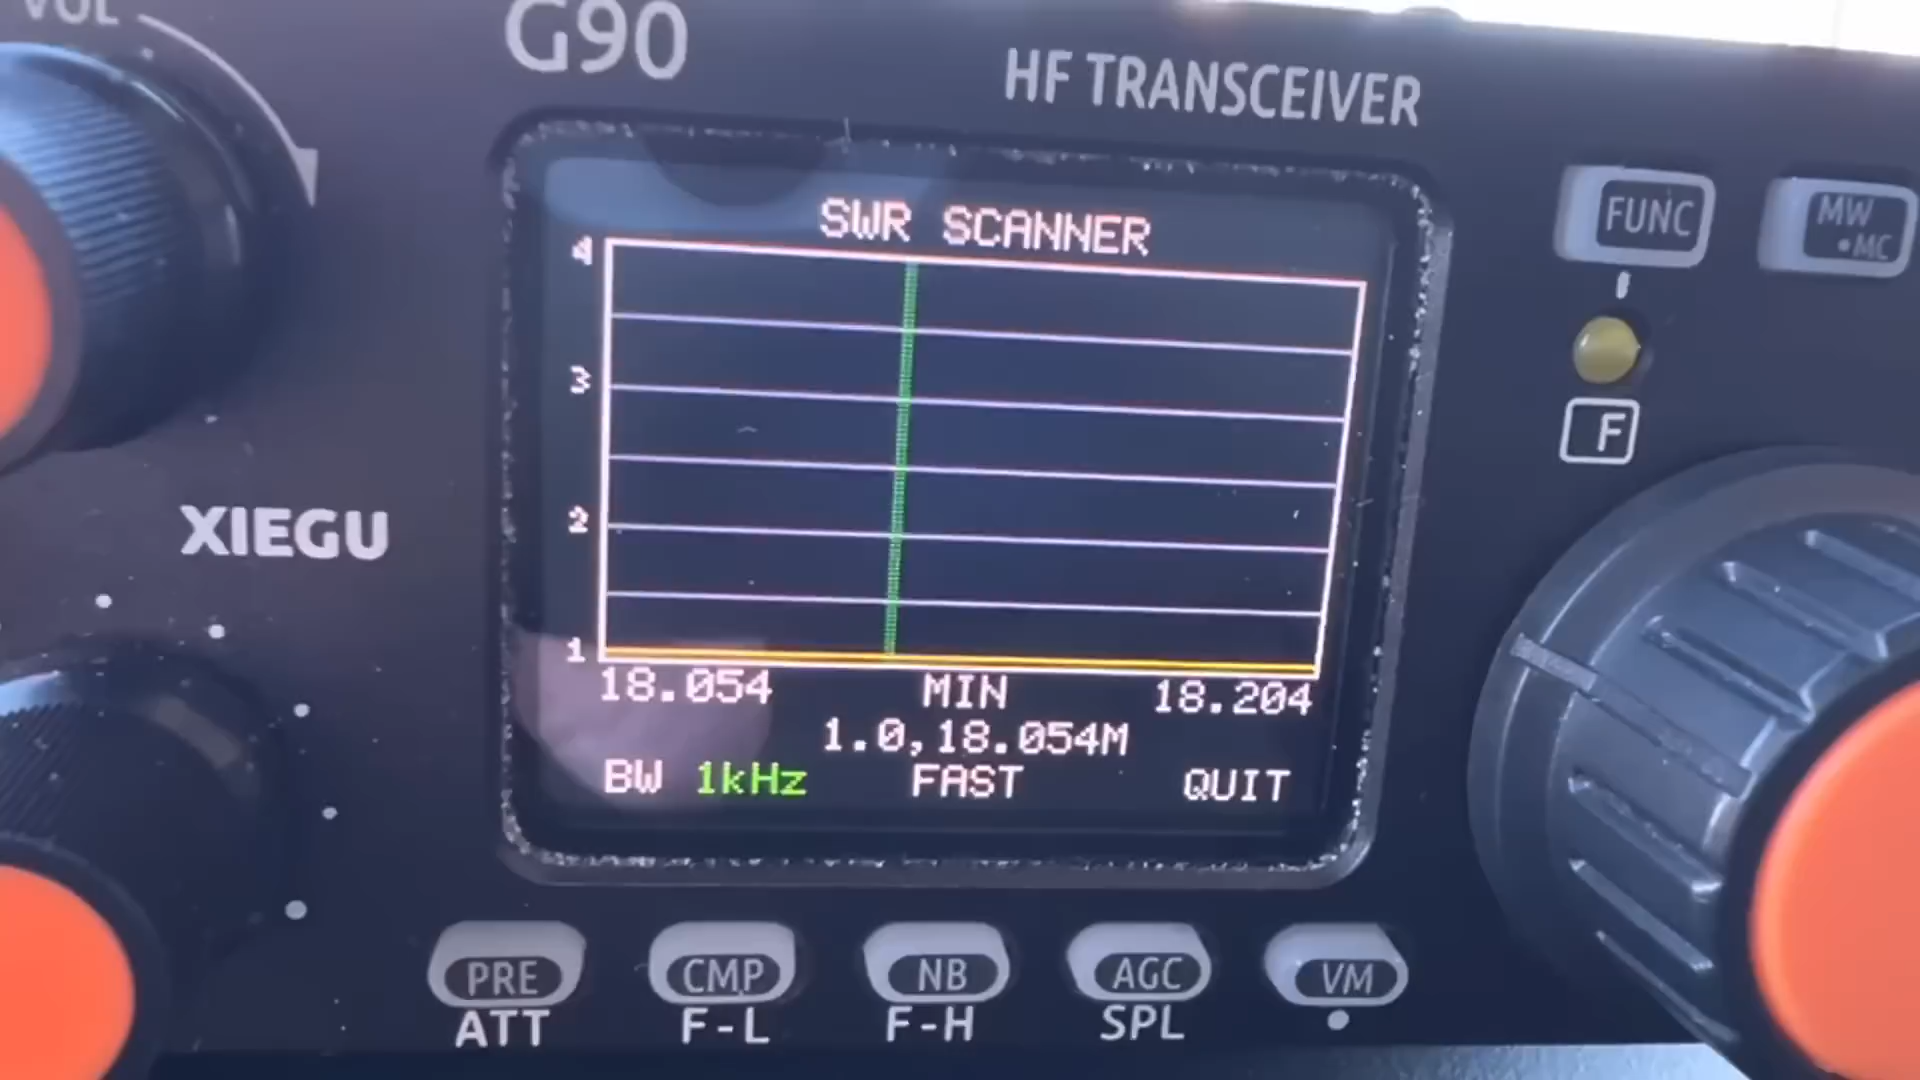 VOL
G90
HF TRANSCEIVER
FUNC
MW
•MC
F
XIEGU
SWR SCANNER
4
3
2
1
18.054 MIN 18.204
1.0,18.054M
BW 1kHz FAST QUIT
PRE CMP NB AGC VM
ATT F-L F-H SPL